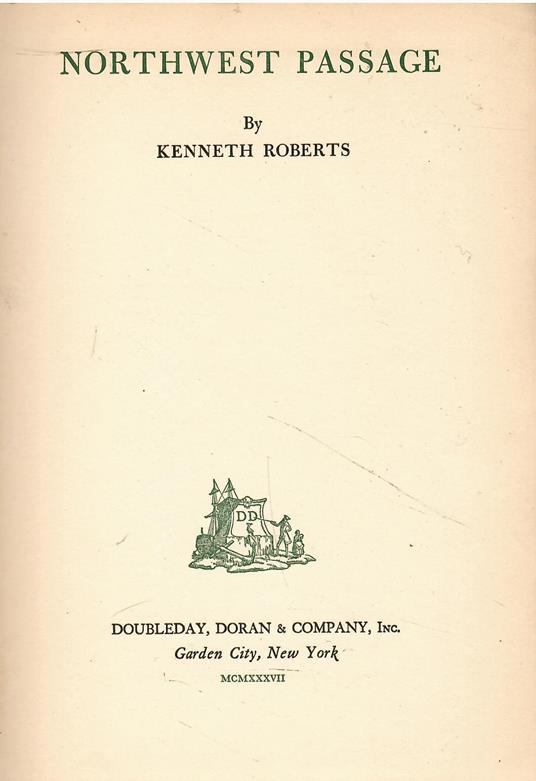 NORTHWEST PASSAGE
By
KENNETH ROBERTS
DD
DOUBLEDAY, DORAN & COMPANY, INC.
Garden City, New York
MCMXXXVII